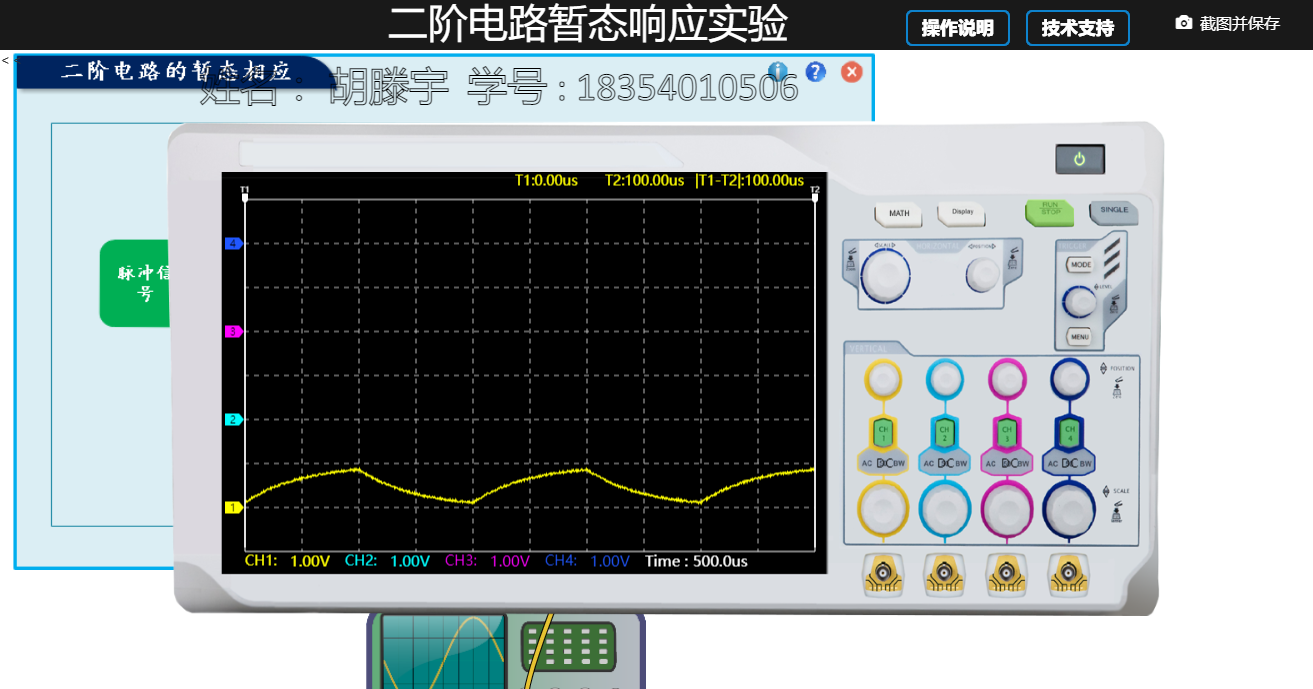 二阶电路暂态响应实验
操作说明
技术支持
截图并保存
<
二阶电路的暂态相应
姓名： 胡滕宇 学号：18354010506
脉冲信
号
T1:0.00us T2:100.00us |T1-T2|:100.00us
T1
T2
4
3
2
1
CH1: 1.00V CH2: 1.00V CH3: 1.00V CH4: 1.00V Time : 500.0us
MATH
Display
RUN
STOP
SINGLE
HORIZONTAL
POSITION
TRIGGER
MODE
LEVEL
MENU
VERTICAL
POSITION
CH
1
CH
2
CH
3
CH
4
AC DC BW
AC DC BW
AC DC BW
AC DC BW
SCALE